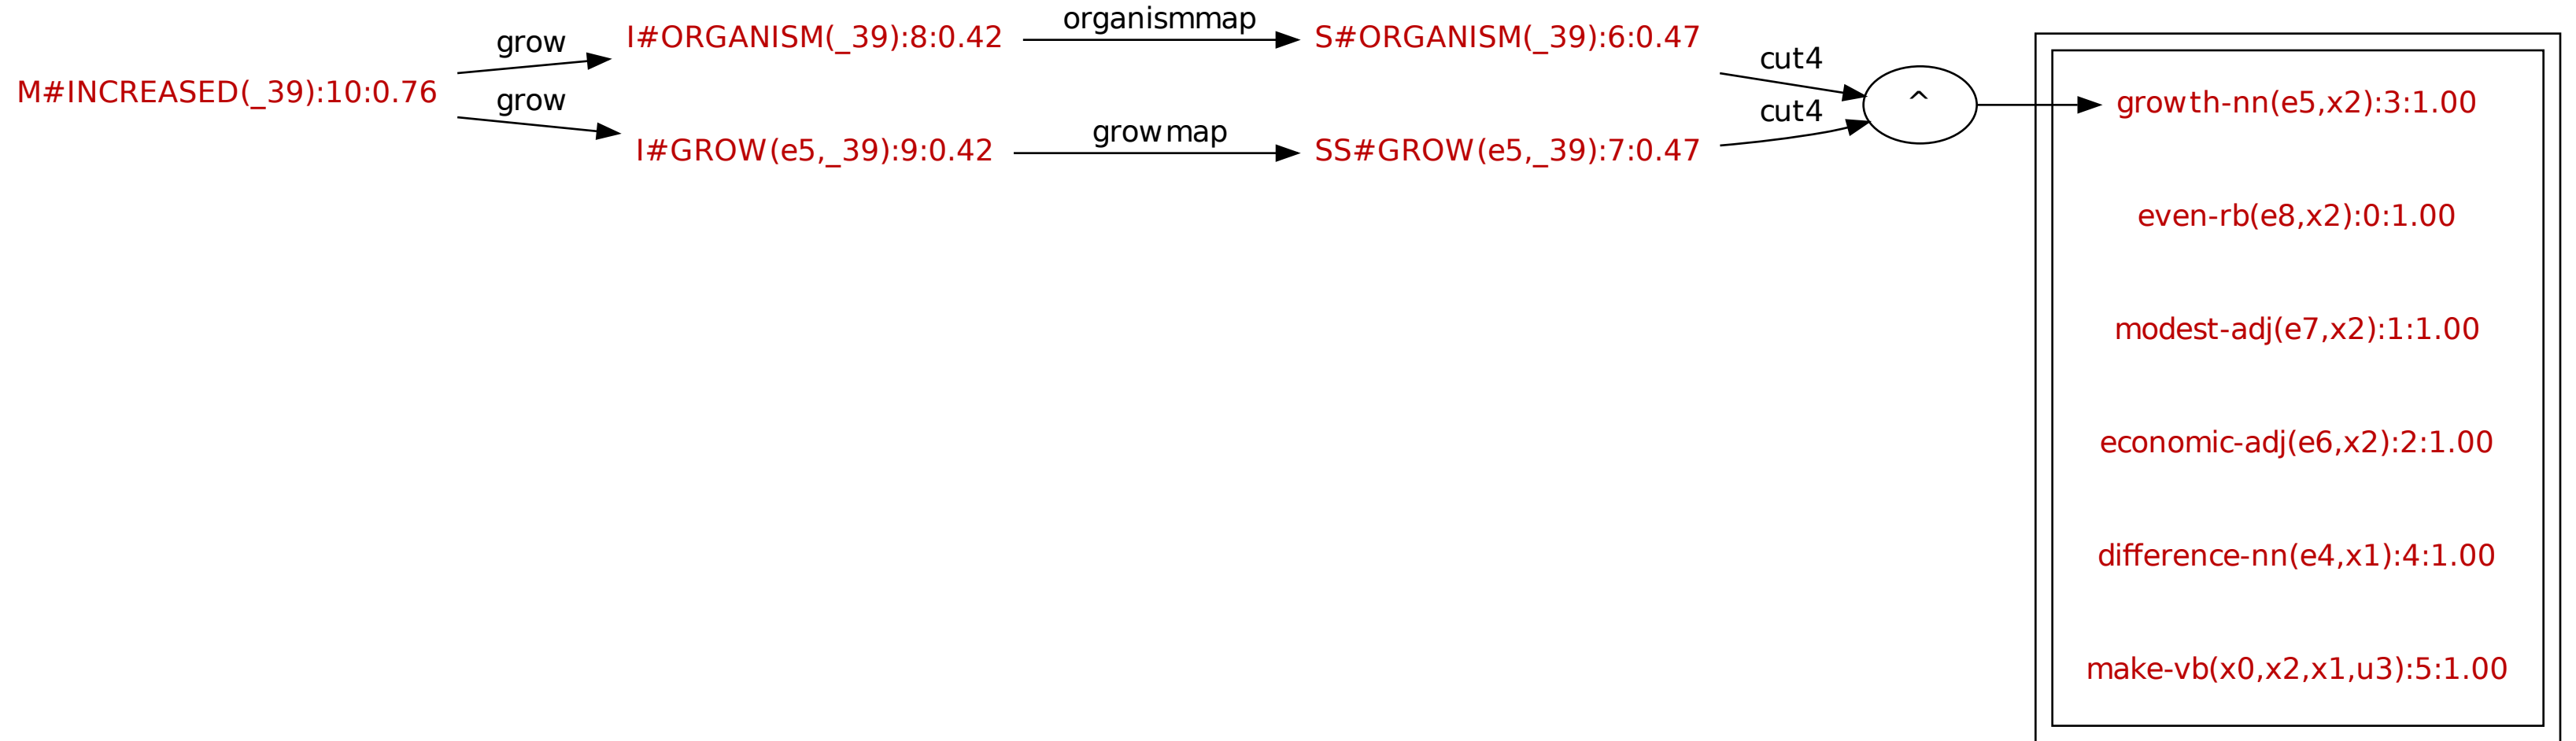 M#INCREASED(_39):10:0.76
grow
grow
I#ORGANISM(_39):8:0.42
I#GROW(e5,_39):9:0.42
organismmap
growmap
S#ORGANISM(_39):6:0.47
SS#GROW(e5,_39):7:0.47
cut4
cut4
^
growth-nn(e5,x2):3:1.00
even-rb(e8,x2):0:1.00
modest-adj(e7,x2):1:1.00
economic-adj(e6,x2):2:1.00
difference-nn(e4,x1):4:1.00
make-vb(x0,x2,x1,u3):5:1.00